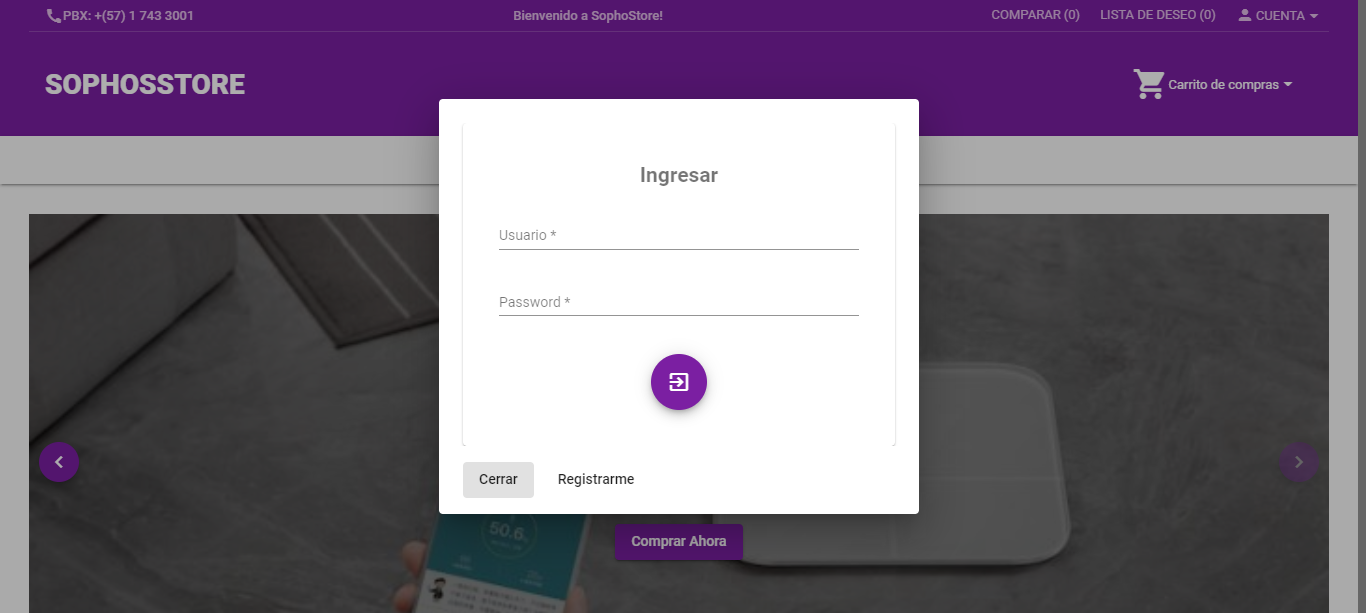 PBX: +(57) 1 743 3001
Bienvenido a SophoStore!
COMPARAR (0)
LISTA DE DESEO (0)
CUENTA
SOPHOSSTORE
Carrito de compras
Ingresar
Usuario *
Password *
Cerrar
Registrarme
50.6
Comprar Ahora